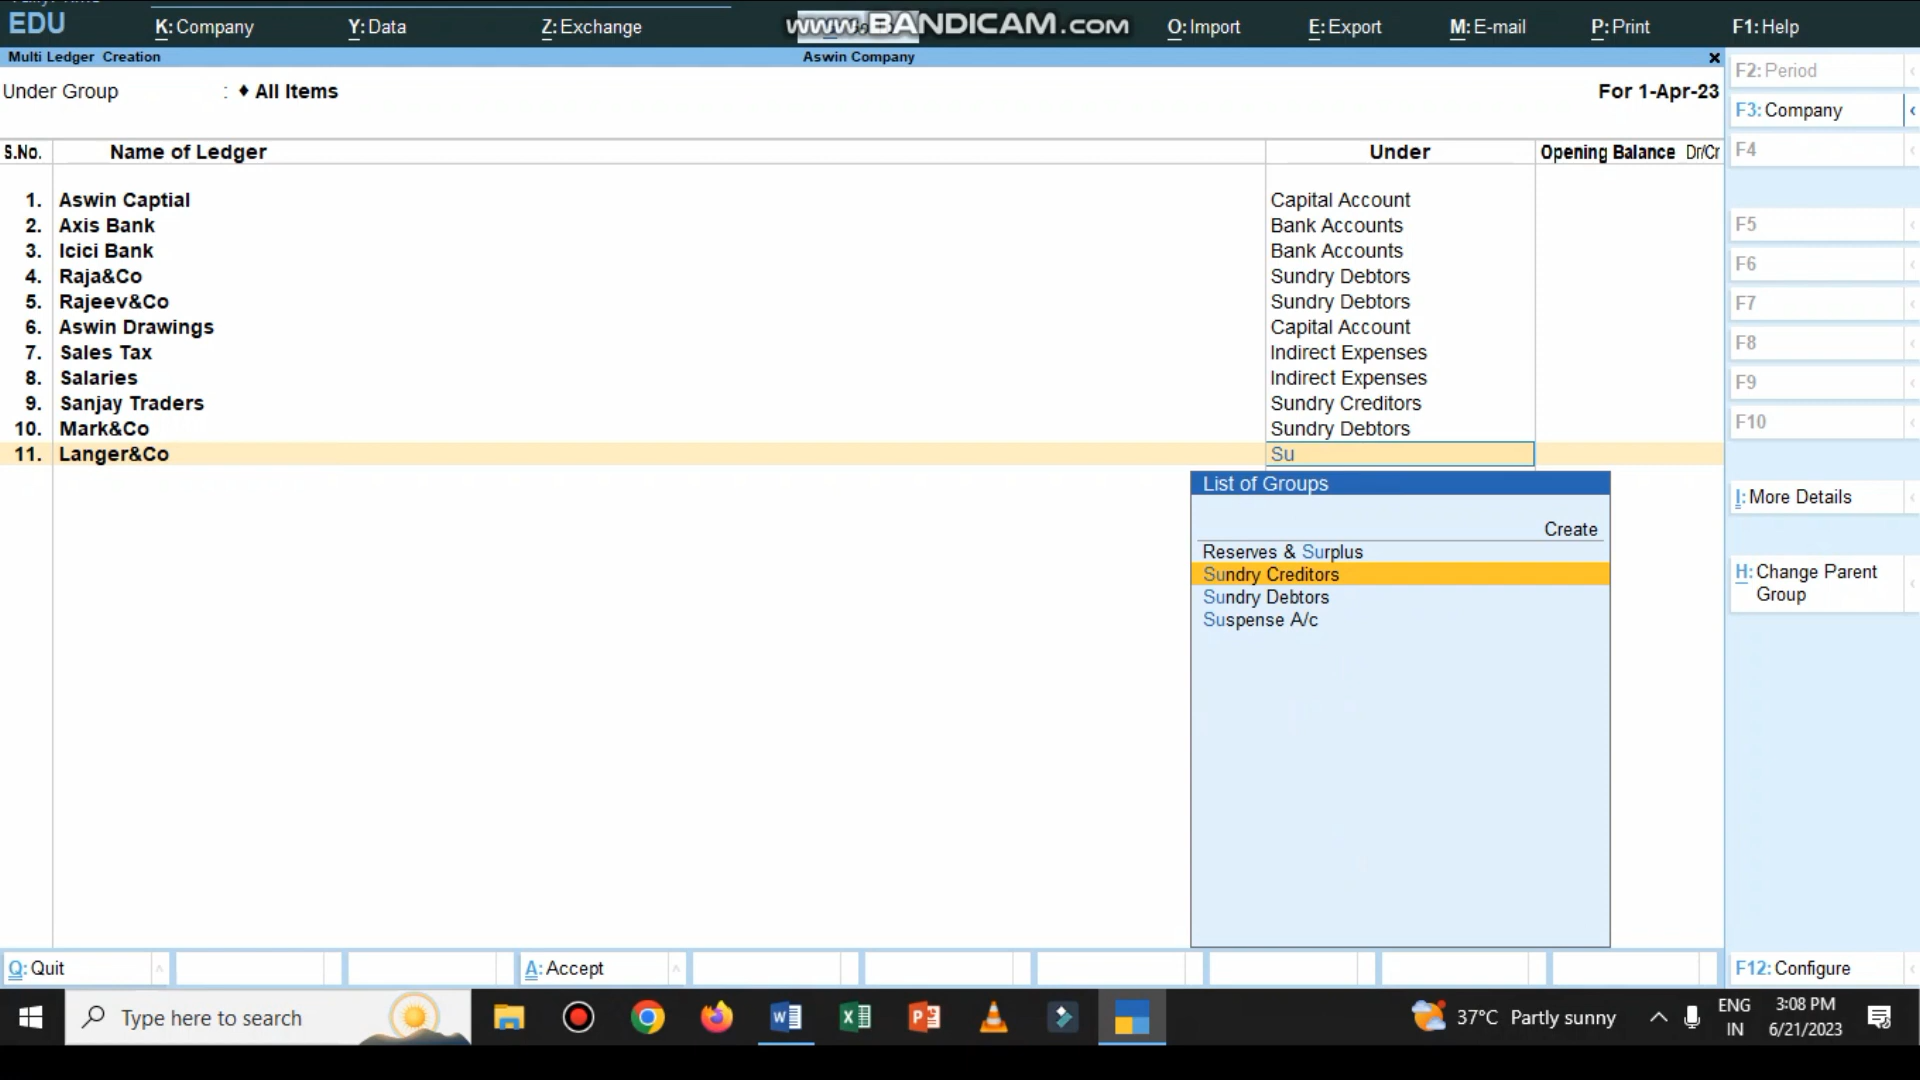 EDU
K: Company
Y: Data
Z: Exchange
www.BANDICAM.com
O: Import
E: Export
M: E-mail
P: Print
F1: Help
Multi Ledger Creation
Aswin Company
Under Group : ♦ All Items
For 1-Apr-23
S.No. Name of Ledger Under Opening Balance Dr/Cr
1. Aswin Captial Capital Account
2. Axis Bank Bank Accounts
3. Icici Bank Bank Accounts
4. Raja&Co Sundry Debtors
5. Rajeev&Co Sundry Debtors
6. Aswin Drawings Capital Account
7. Sales Tax Indirect Expenses
8. Salaries Indirect Expenses
9. Sanjay Traders Sundry Creditors
10. Mark&Co Sundry Debtors
11. Langer&Co Su
List of Groups
Create
Reserves & Surplus
Sundry Creditors
Sundry Debtors
Suspense A/c
F2: Period
F3: Company
F4
F5
F6
F7
F8
F9
F10
I: More Details
H: Change Parent
Group
Q: Quit
A: Accept
F12: Configure
Type here to search
37°C Partly sunny
ENG
IN
3:08 PM
6/21/2023